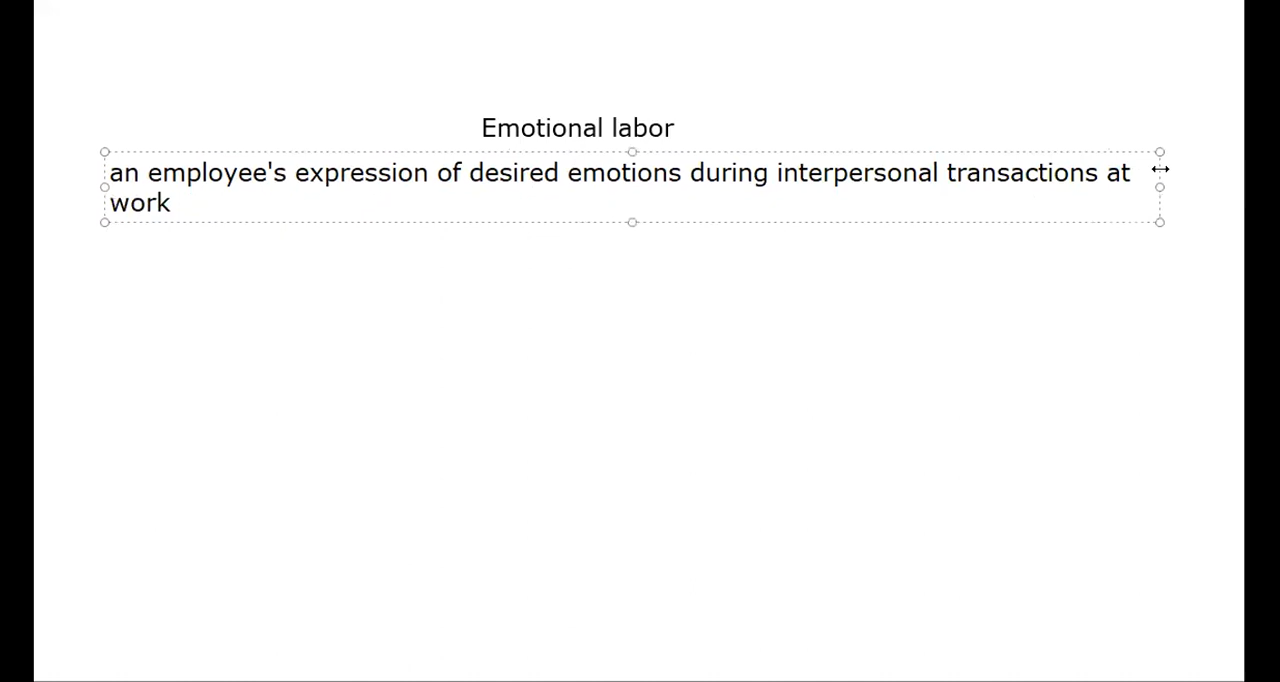 Emotional labor
an employee's expression of desired emotions during interpersonal transactions at
work